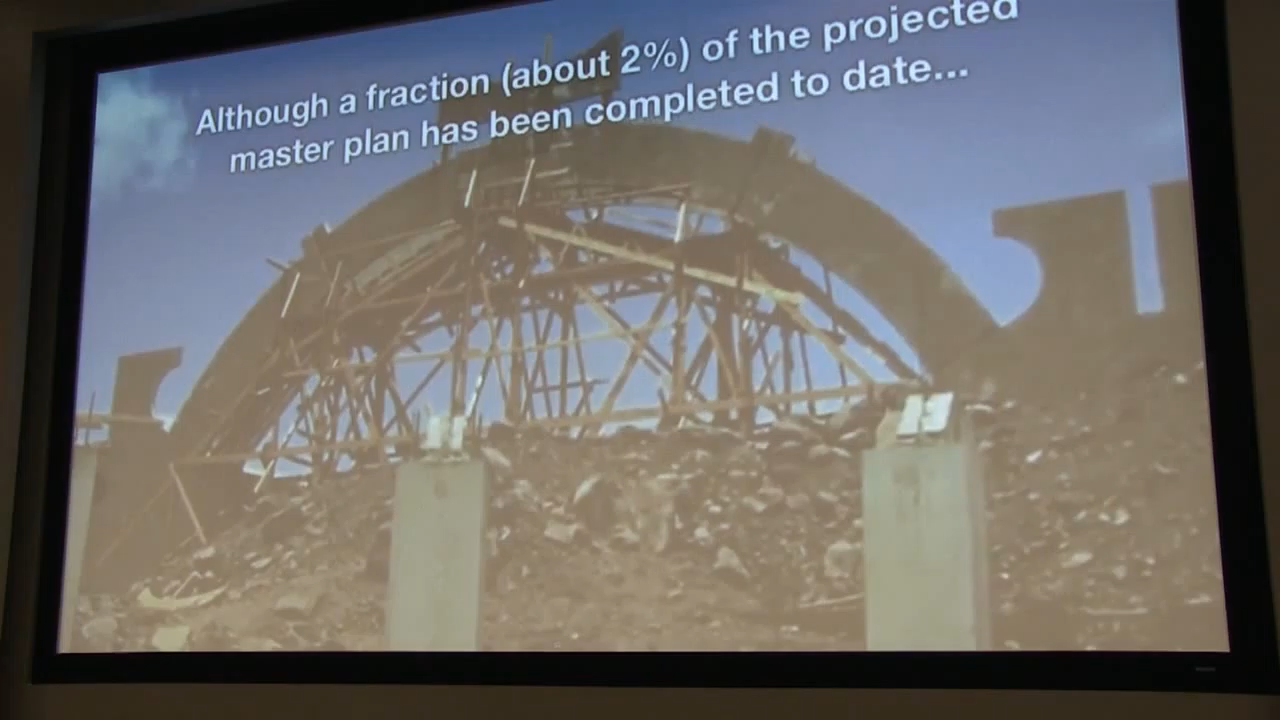 Although a fraction (about 2%) of the projected
master plan has been completed to date...